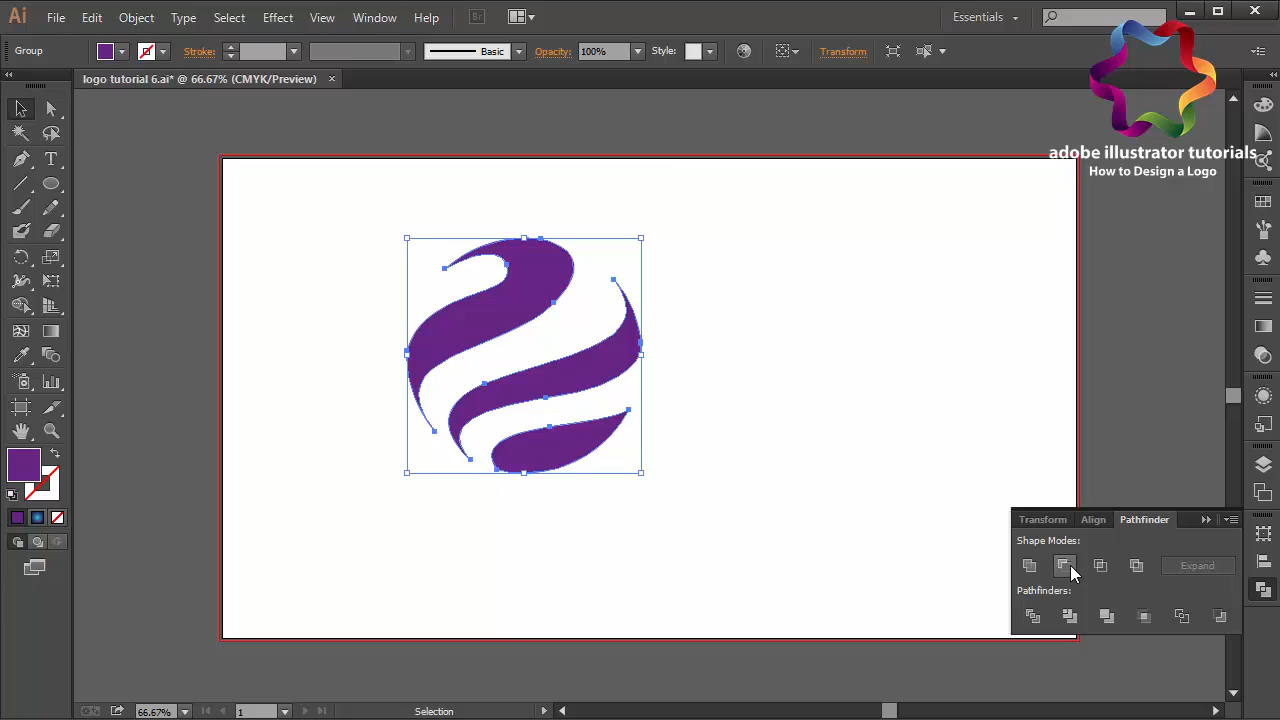 Ai File Edit Object Type Select Effect View Window Help Br Essentials
Group Stroke: Basic Opacity: 100% Style: Transform
logo tutorial 6.ai* @ 66.67% (CMYK/Preview) ×
adobe illustrator tutorials
How to Design a Logo
Transform Align Pathfinder
Shape Modes:
Expand
Pathfinders:
66.67% 1 Selection